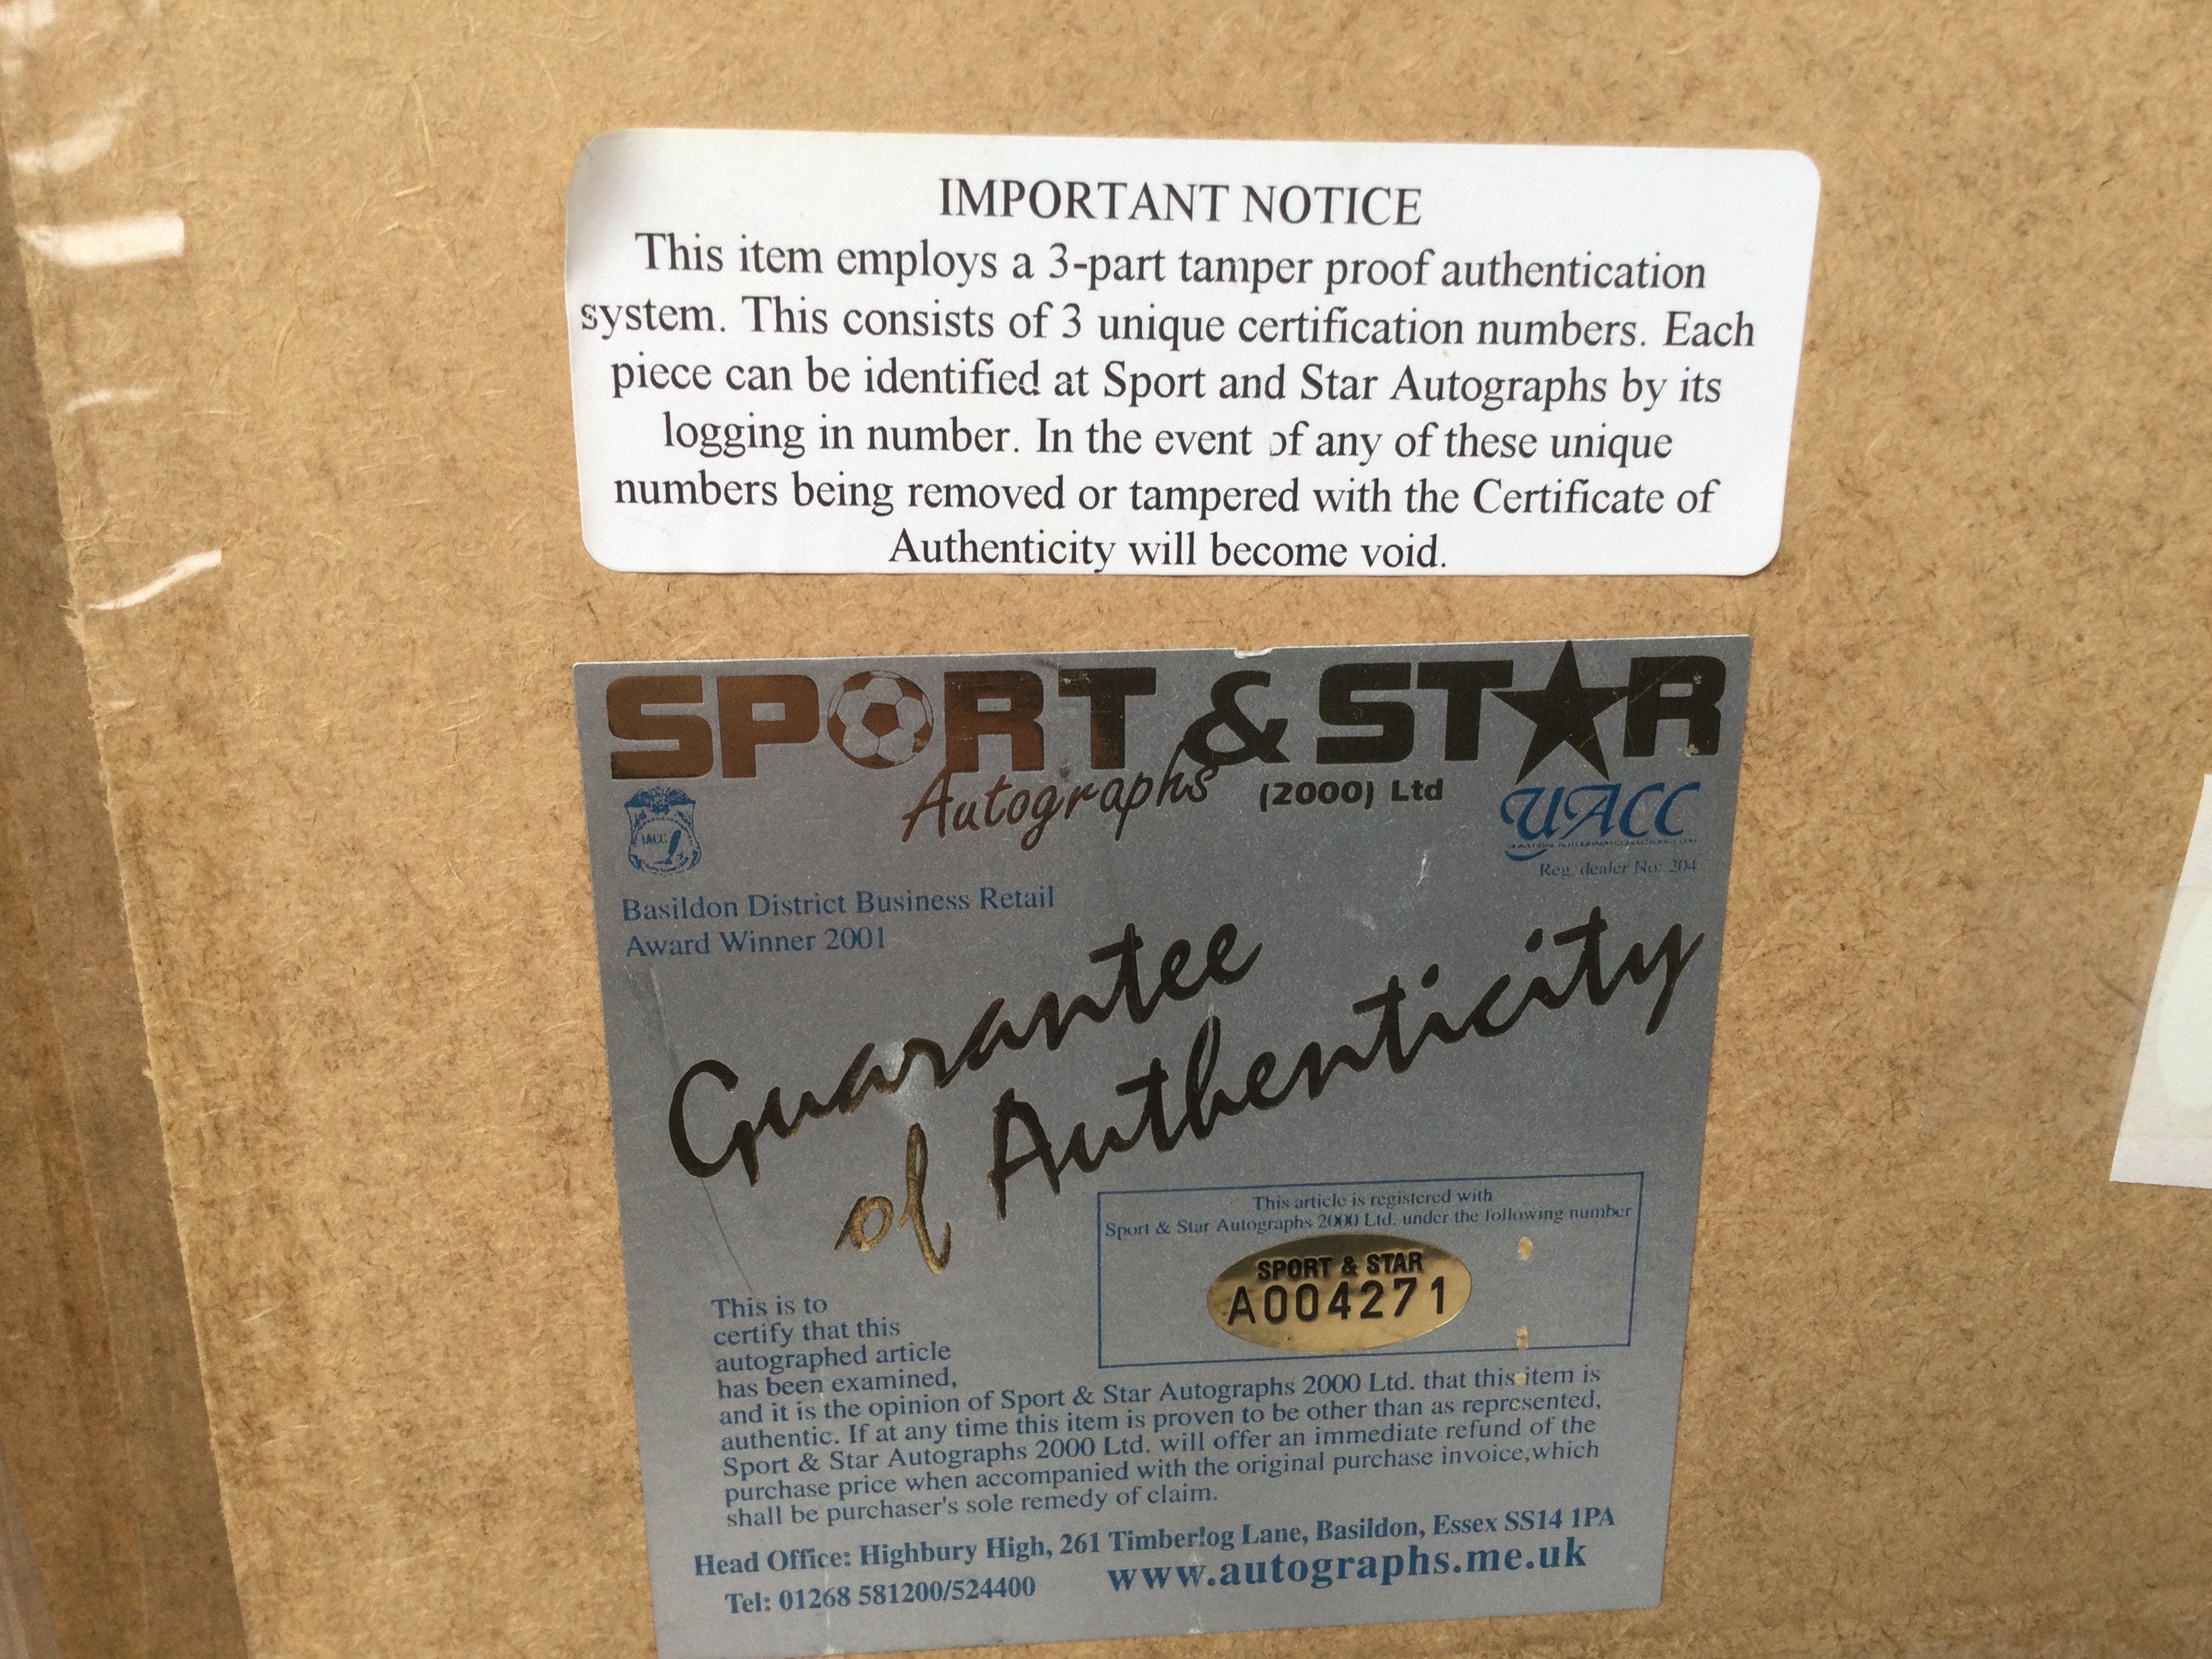 IMPORTANT NOTICE
This item employs a 3-part tamper proof authentication
system. This consists of 3 unique certification numbers. Each
piece can be identified at Sport and Star Autographs by its
logging in number. In the event of any of these unique
numbers being removed or tampered with the Certificate of
Authenticity will become void.
SPORT & STAR
Autographs (2000) Ltd
UACC
Reg. dealer No: 204
Basildon District Business Retail
Award Winner 2001
Guarantee
of Authenticity
This article is registered with
Sport & Star Autographs 2000 Ltd. under the following number
SPORT & STAR
A004271
This is to
certify that this
autographed article
has been examined,
and it is the opinion of Sport & Star Autographs 2000 Ltd. that this item is
authentic. If at any time this item is proven to be other than as represented,
Sport & Star Autographs 2000 Ltd. will offer an immediate refund of the
purchase price when accompanied with the original purchase invoice,which
shall be purchaser's sole remedy of claim.
Head Office: Highbury High, 261 Timberlog Lane, Basildon, Essex SS14 1PA
Tel: 01268 581200/524400 www.autographs.me.uk